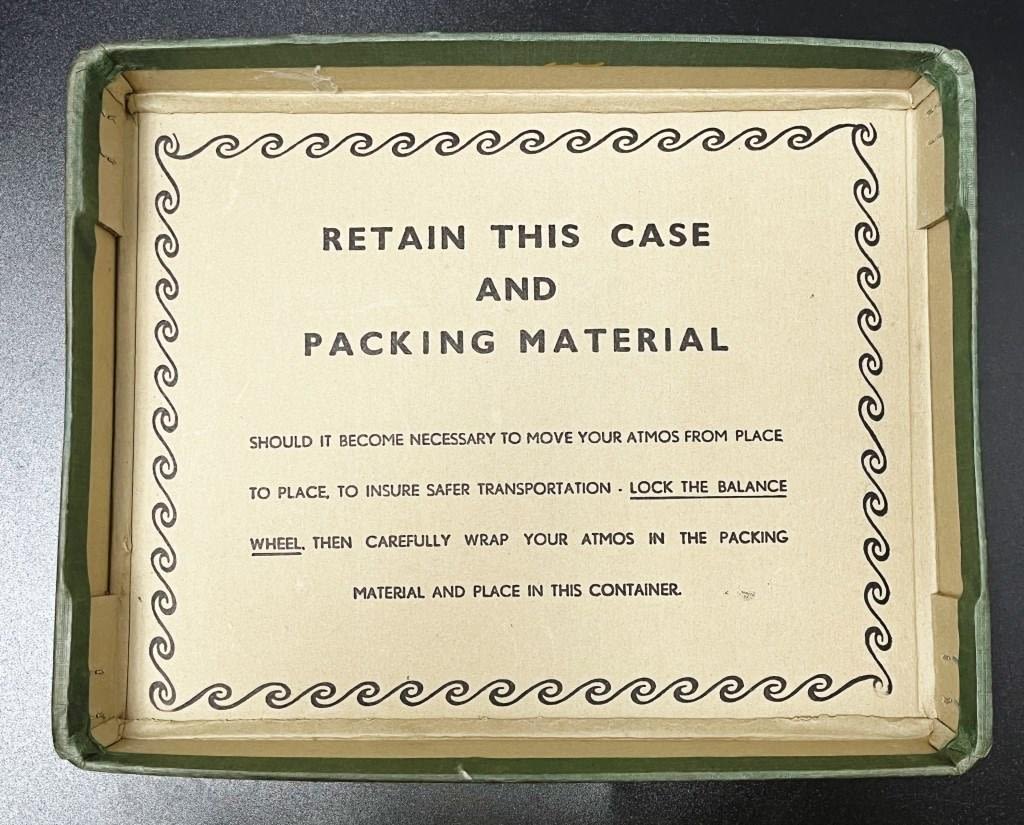 RETAIN THIS CASE
AND
PACKING MATERIAL
SHOULD IT BECOME NECESSARY TO MOVE YOUR ATMOS FROM PLACE
TO PLACE, TO INSURE SAFER TRANSPORTATION - LOCK THE BALANCE
WHEEL, THEN CAREFULLY WRAP YOUR ATMOS IN THE PACKING
MATERIAL AND PLACE IN THIS CONTAINER.